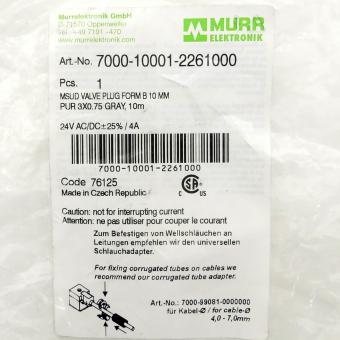 Murrelektronik GmbH
D-71570 Oppenweiler
Tel. +49 7191 - 470
www.murrelektronik.com
MURR
ELEKTRONIK
Art.-No. 7000-10001-2261000
Pcs. 1
MSUD VALVE PLUG FORM B 10 MM
PUR 3X0.75 GRAY, 10m
24V AC/DC±25% / 4A
7000-10001-2261000
Code 76125
Made in Czech Republic
C US
Caution: not for interrupting current
Attention: ne pas utiliser pour couper le courant
Zum Befestigen von Wellschläuchen an
Leitungen empfehlen wir den universellen
Schlauchadapter.
For fixing corrugated tubes on cables we
recommend our corrugated tube adapter.
Art.-No.: 7000-99081-0000000
für Kabel-Ø / for cable-Ø
4,0 - 7,0mm